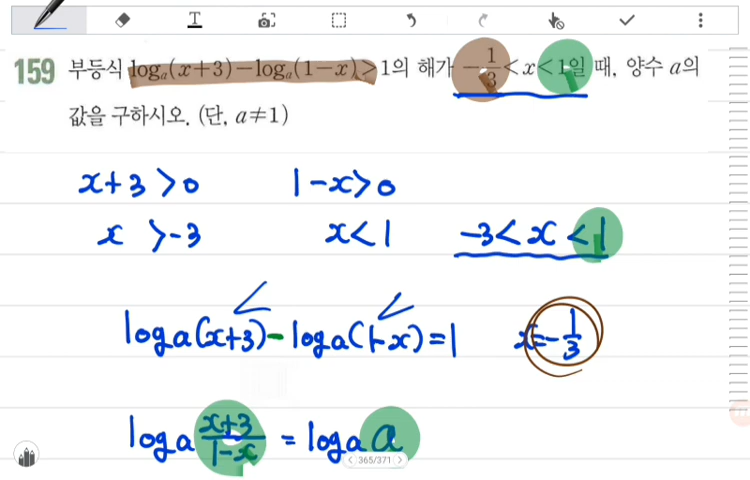 159 부등식 logₐ(x+3)−logₐ(1−x)>1의 해가 −1/3<x<1일 때, 양수 a의
값을 구하시오. (단, a≠1)
x+3>0 1-x>0
x >-3 x<1 -3<x<1
loga(x+3)-loga(1-x)=1 x=-1/3
loga x+3/1-x = loga a
365/371